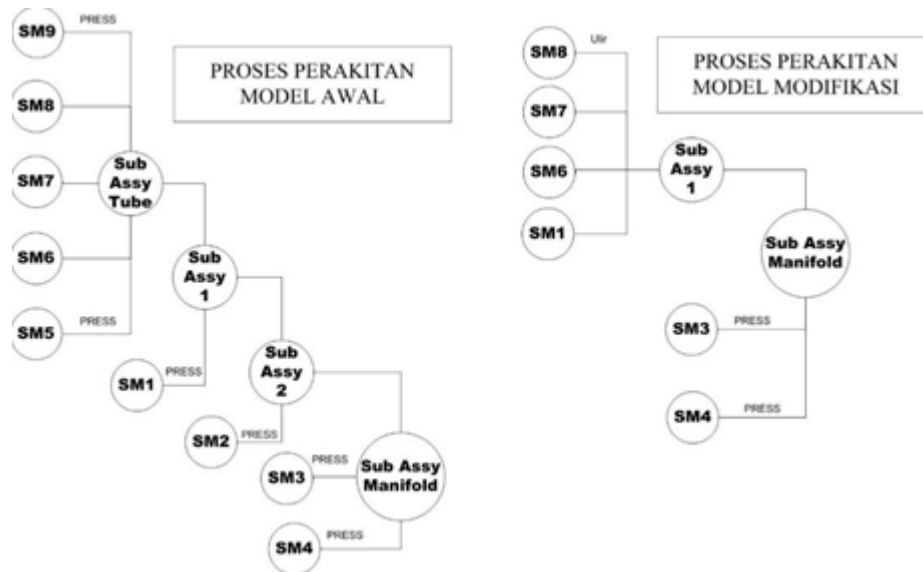 PROSES PERAKITAN
MODEL AWAL
SM9
PRESS
SM8
SM7
SM6
SM5
PRESS
Sub
Assy
Tube
Sub
Assy
1
SM1
PRESS
Sub
Assy
2
SM2
PRESS
SM3
PRESS
Sub Assy
Manifold
SM4
PRESS
PROSES PERAKITAN
MODEL MODIFIKASI
SM8
Ulir
SM7
SM6
SM1
Sub
Assy
1
Sub Assy
Manifold
SM3
PRESS
SM4
PRESS